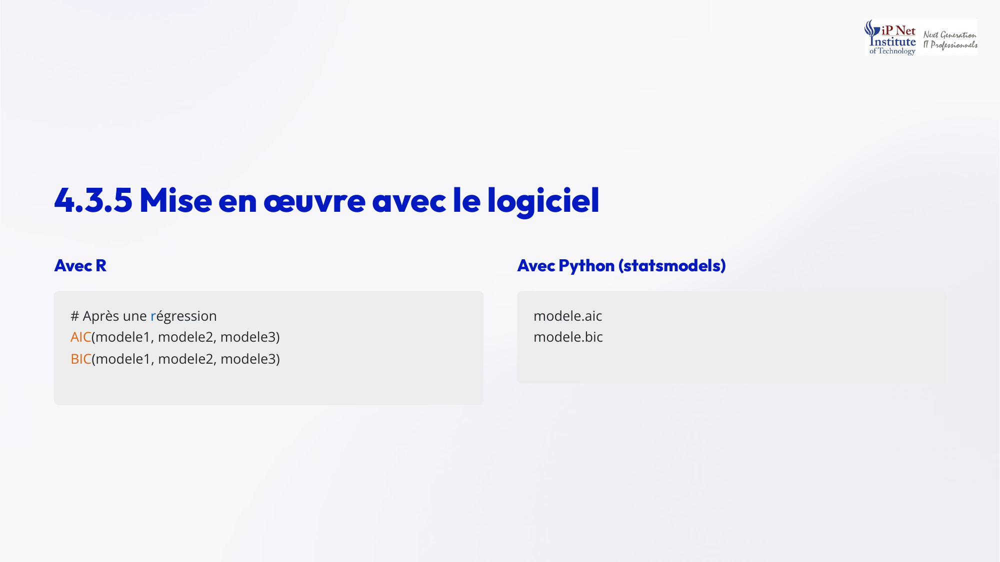 iP Net
Institute
of Technology
Next Generation
IT Professionnels
4.3.5 Mise en œuvre avec le logiciel
Avec R
# Après une régression
AIC(modele1, modele2, modele3)
BIC(modele1, modele2, modele3)
Avec Python (statsmodels)
modele.aic
modele.bic